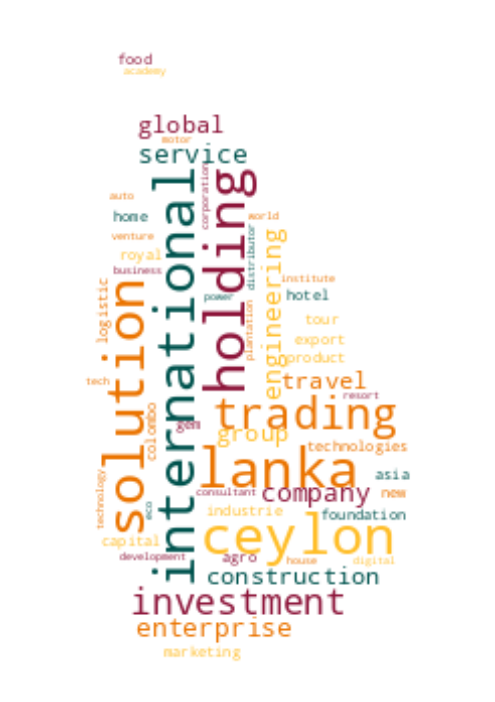 food
academy
global
motor
service
international
holding
corporation
auto
home
world
venture
royal
distributor
engineering
business
institute
logistic
solution
power
hotel
plantation
tour
export
product
tech
travel
resort
colombo
gem
trading
group
technologies
lanka
technology
asia
consultant
company
new
eco
industrie
foundation
ceylon
capital
development
agro
house
digital
construction
investment
enterprise
marketing